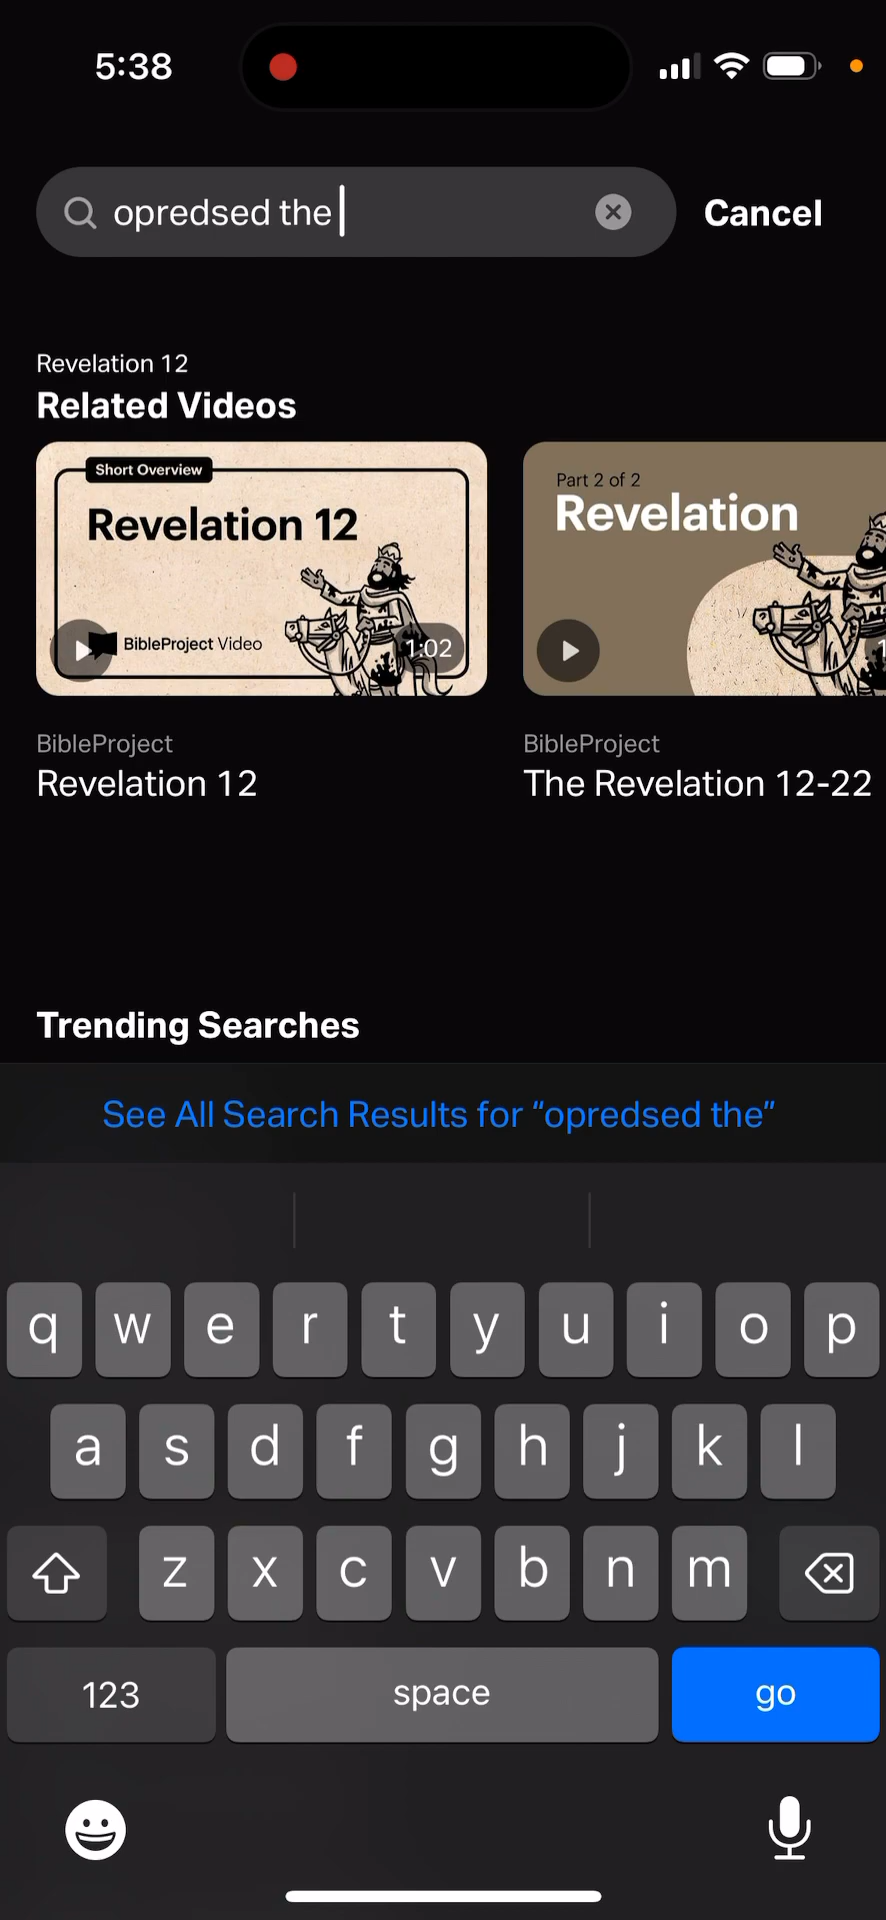 5:38
opredsed the
Cancel
Revelation 12
Related Videos
Short Overview
Revelation 12
BibleProject Video
1:02
Part 2 of 2
Revelation
BibleProject
Revelation 12
BibleProject
The Revelation 12-22
Trending Searches
See All Search Results for “opredsed the”
q w e r t y u i o p
a s d f g h j k l
z x c v b n m
123 space go